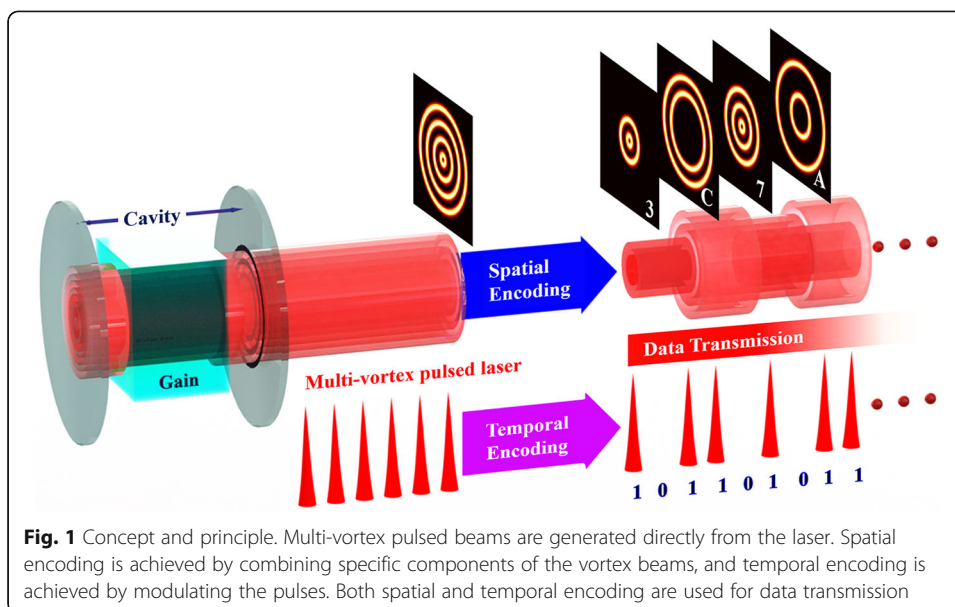 3 C 7 A
Cavity
Spatial
Encoding
Gain
Data Transmission
Multi-vortex pulsed laser
Temporal
Encoding
1 0 1 1 0 1 0 1 1
Fig. 1 Concept and principle. Multi-vortex pulsed beams are generated directly from the laser. Spatial
encoding is achieved by combining specific components of the vortex beams, and temporal encoding is
achieved by modulating the pulses. Both spatial and temporal encoding are used for data transmission